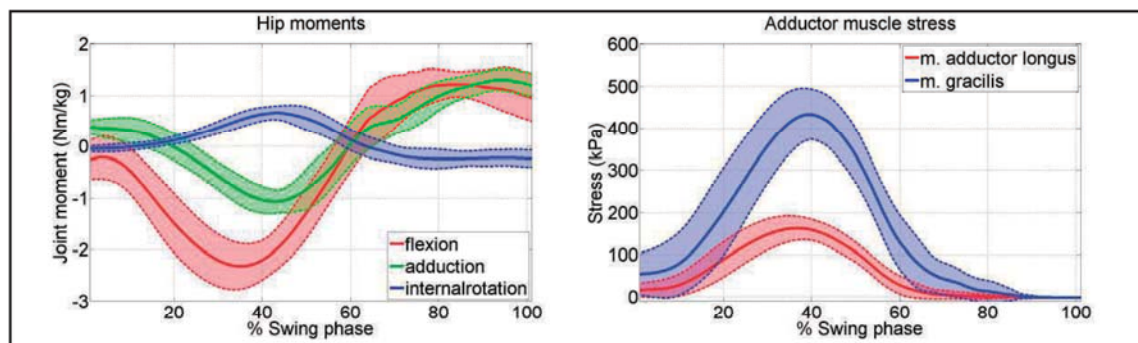 Hip moments
Joint moment (Nm/kg)
2
1
0
-1
-2
-3
20
40
60
80
100
% Swing phase
flexion
adduction
internalrotation
Adductor muscle stress
Stress (kPa)
600
500
400
300
200
100
0
20
40
60
80
100
% Swing phase
m. adductor longus
m. gracilis